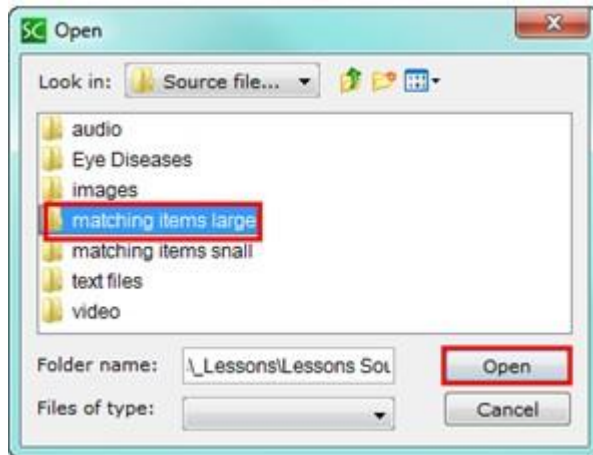 SC Open
Look in: Source file...
audio
Eye Diseases
images
matching items large
matching items snall
text files
video
Folder name: .\_Lessons\Lessons Sou
Open
Files of type:
Cancel